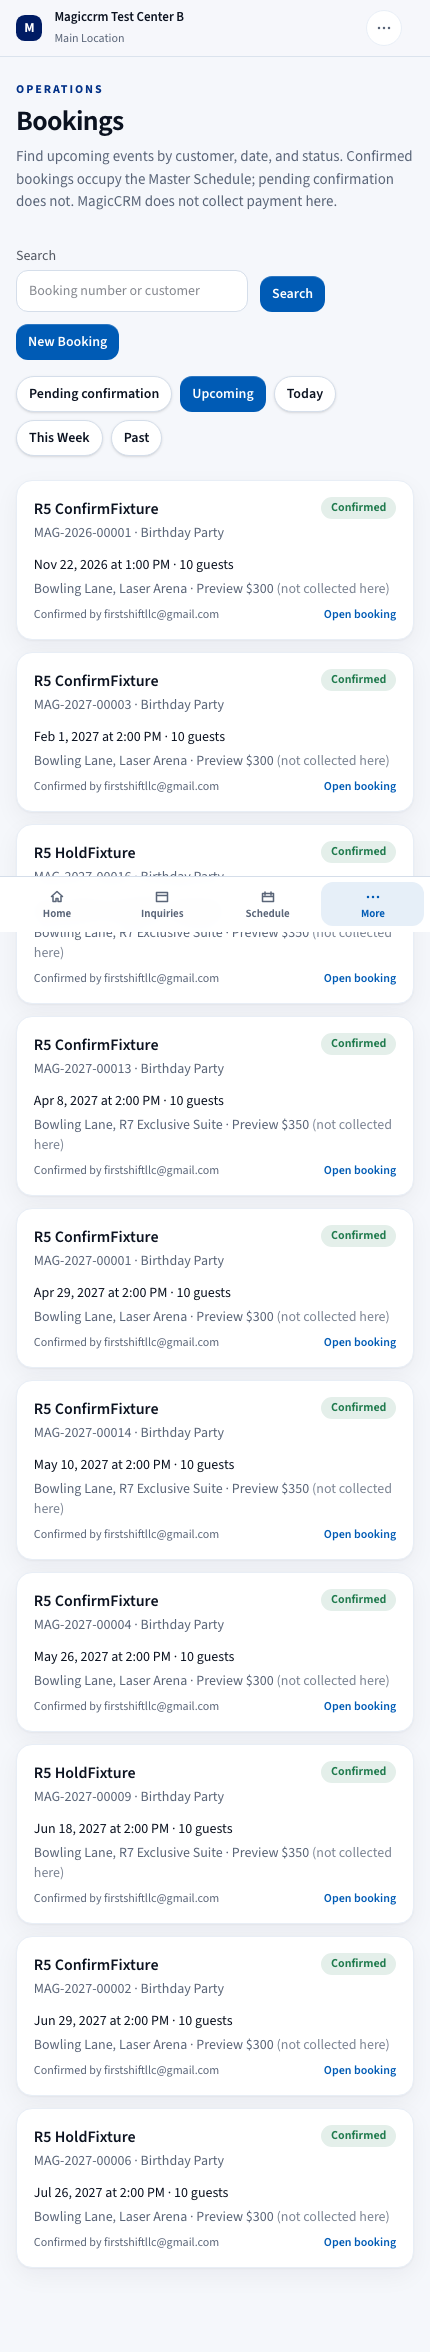 M
Magiccrm Test Center B
Main Location
OPERATIONS
Bookings
Find upcoming events by customer, date, and status. Confirmed
bookings occupy the Master Schedule; pending confirmation
does not. MagicCRM does not collect payment here.
Search
Booking number or customer
Search
New Booking
Pending confirmation
Upcoming
Today
This Week
Past
R5 ConfirmFixture
Confirmed
MAG-2026-00001 · Birthday Party
Nov 22, 2026 at 1:00 PM · 10 guests
Bowling Lane, Laser Arena · Preview $300 (not collected here)
Confirmed by firstshiftllc@gmail.com
Open booking
R5 ConfirmFixture
Confirmed
MAG-2027-00003 · Birthday Party
Feb 1, 2027 at 2:00 PM · 10 guests
Bowling Lane, Laser Arena · Preview $300 (not collected here)
Confirmed by firstshiftllc@gmail.com
Open booking
R5 HoldFixture
Confirmed
Home
Inquiries
Schedule
More
Bowling Lane, R7 Exclusive Suite · Preview $350 (not collected
here)
Confirmed by firstshiftllc@gmail.com
Open booking
R5 ConfirmFixture
Confirmed
MAG-2027-00013 · Birthday Party
Apr 8, 2027 at 2:00 PM · 10 guests
Bowling Lane, R7 Exclusive Suite · Preview $350 (not collected
here)
Confirmed by firstshiftllc@gmail.com
Open booking
R5 ConfirmFixture
Confirmed
MAG-2027-00001 · Birthday Party
Apr 29, 2027 at 2:00 PM · 10 guests
Bowling Lane, Laser Arena · Preview $300 (not collected here)
Confirmed by firstshiftllc@gmail.com
Open booking
R5 ConfirmFixture
Confirmed
MAG-2027-00014 · Birthday Party
May 10, 2027 at 2:00 PM · 10 guests
Bowling Lane, R7 Exclusive Suite · Preview $350 (not collected
here)
Confirmed by firstshiftllc@gmail.com
Open booking
R5 ConfirmFixture
Confirmed
MAG-2027-00004 · Birthday Party
May 26, 2027 at 2:00 PM · 10 guests
Bowling Lane, Laser Arena · Preview $300 (not collected here)
Confirmed by firstshiftllc@gmail.com
Open booking
R5 HoldFixture
Confirmed
MAG-2027-00009 · Birthday Party
Jun 18, 2027 at 2:00 PM · 10 guests
Bowling Lane, R7 Exclusive Suite · Preview $350 (not collected
here)
Confirmed by firstshiftllc@gmail.com
Open booking
R5 ConfirmFixture
Confirmed
MAG-2027-00002 · Birthday Party
Jun 29, 2027 at 2:00 PM · 10 guests
Bowling Lane, Laser Arena · Preview $300 (not collected here)
Confirmed by firstshiftllc@gmail.com
Open booking
R5 HoldFixture
Confirmed
MAG-2027-00006 · Birthday Party
Jul 26, 2027 at 2:00 PM · 10 guests
Bowling Lane, Laser Arena · Preview $300 (not collected here)
Confirmed by firstshiftllc@gmail.com
Open booking